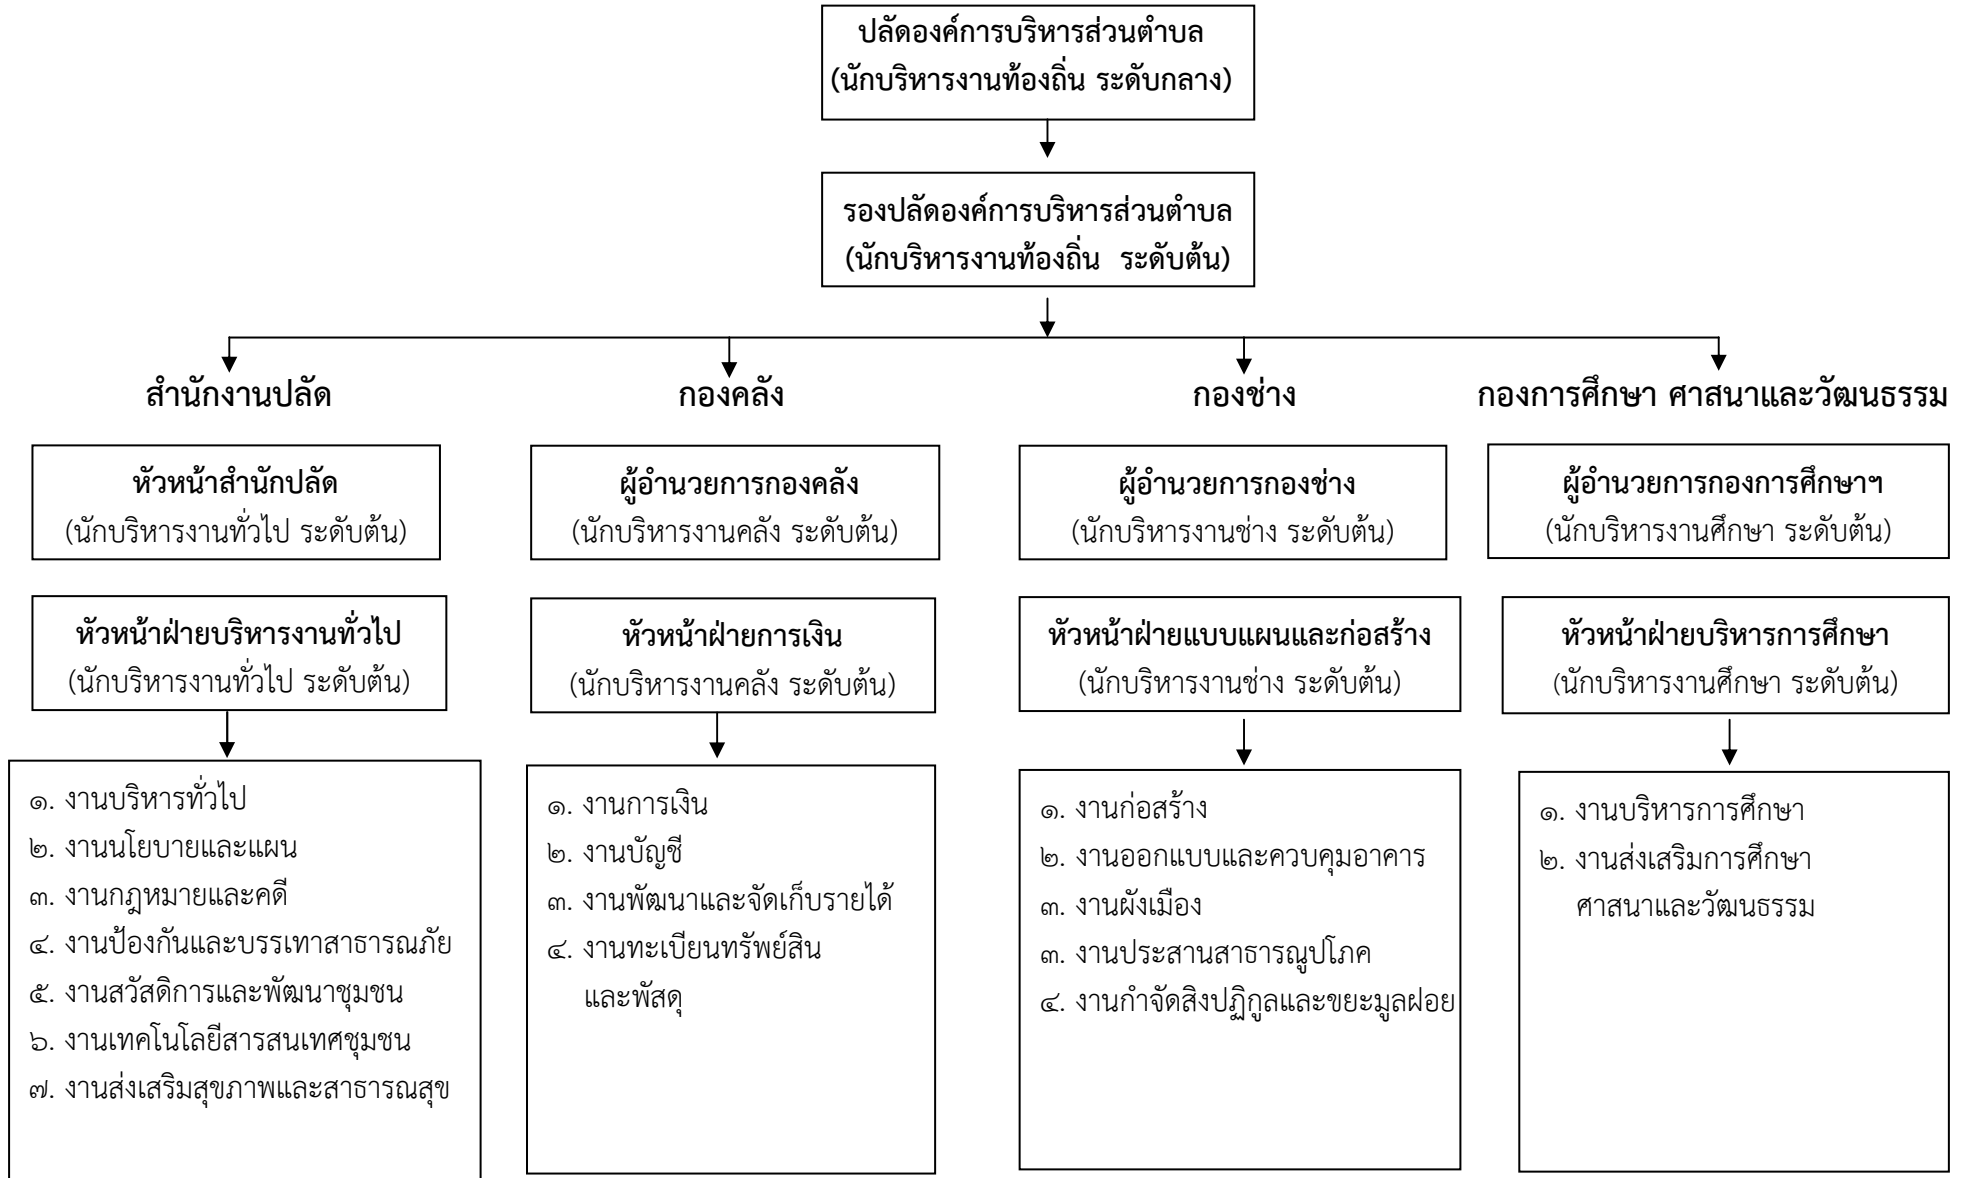 ปลัดองค์การบริหารส่วนตำบล
(นักบริหารงานท้องถิ่น ระดับกลาง)
รองปลัดองค์การบริหารส่วนตำบล
(นักบริหารงานท้องถิ่น ระดับต้น)
สำนักงานปลัด
หัวหน้าสำนักปลัด
(นักบริหารงานทั่วไป ระดับต้น)
หัวหน้าฝ่ายบริหารงานทั่วไป
(นักบริหารงานทั่วไป ระดับต้น)
๑. งานบริหารทั่วไป
๒. งานนโยบายและแผน
๓. งานกฎหมายและคดี
๔. งานป้องกันและบรรเทาสาธารณภัย
๕. งานสวัสดิการและพัฒนาชุมชน
๖. งานเทคโนโลยีสารสนเทศชุมชน
๗. งานส่งเสริมสุขภาพและสาธารณสุข
กองคลัง
ผู้อำนวยการกองคลัง
(นักบริหารงานคลัง ระดับต้น)
หัวหน้าฝ่ายการเงิน
(นักบริหารงานคลัง ระดับต้น)
๑. งานการเงิน
๒. งานบัญชี
๓. งานพัฒนาและจัดเก็บรายได้
๔. งานทะเบียนทรัพย์สิน
และพัสดุ
กองช่าง
ผู้อำนวยการกองช่าง
(นักบริหารงานช่าง ระดับต้น)
หัวหน้าฝ่ายแบบแผนและก่อสร้าง
(นักบริหารงานช่าง ระดับต้น)
๑. งานก่อสร้าง
๒. งานออกแบบและควบคุมอาคาร
๓. งานผังเมือง
๓. งานประสานสาธารณูปโภค
๔. งานกำจัดสิงปฏิกูลและขยะมูลฝอย
กองการศึกษา ศาสนาและวัฒนธรรม
ผู้อำนวยการกองการศึกษาฯ
(นักบริหารงานศึกษา ระดับต้น)
หัวหน้าฝ่ายบริหารการศึกษา
(นักบริหารงานศึกษา ระดับต้น)
๑. งานบริหารการศึกษา
๒. งานส่งเสริมการศึกษา
ศาสนาและวัฒนธรรม